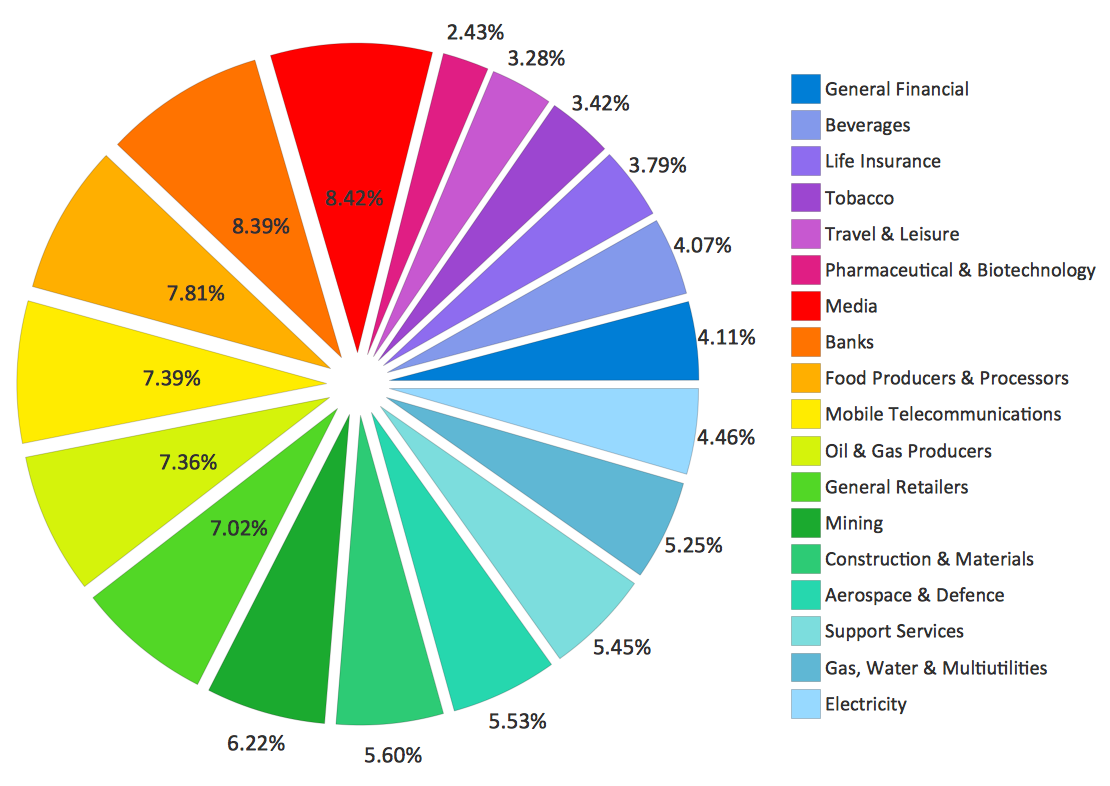 2.43%
3.28%
3.42%
3.79%
4.07%
4.11%
4.46%
5.25%
5.45%
5.53%
5.60%
6.22%
7.02%
7.36%
7.39%
7.81%
8.39%
8.42%
General Financial
Beverages
Life Insurance
Tobacco
Travel & Leisure
Pharmaceutical & Biotechnology
Media
Banks
Food Producers & Processors
Mobile Telecommunications
Oil & Gas Producers
General Retailers
Mining
Construction & Materials
Aerospace & Defence
Support Services
Gas, Water & Multiutilities
Electricity